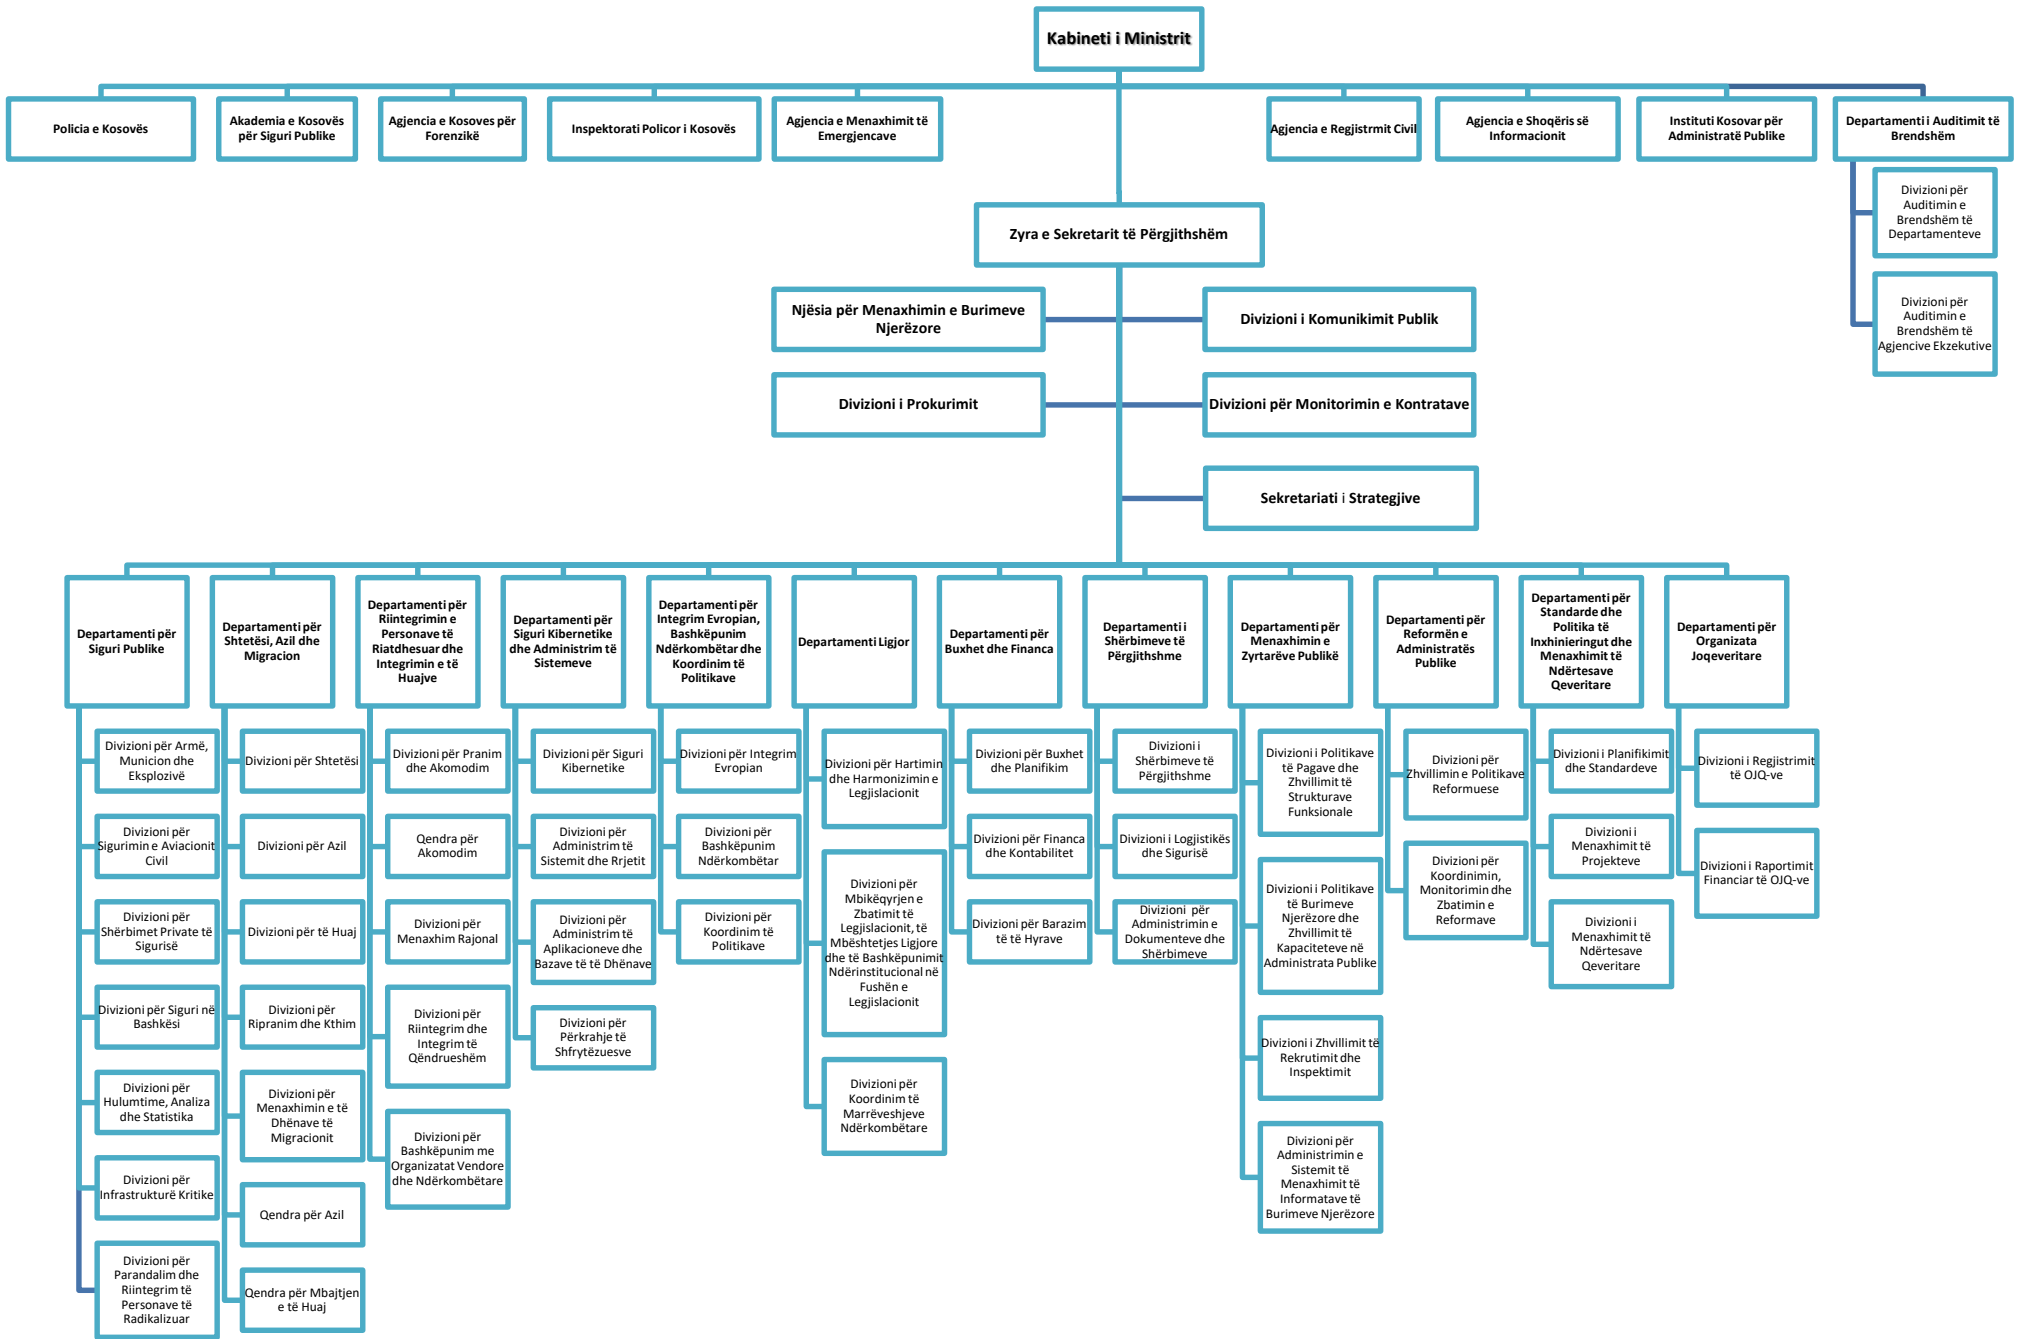 Kabineti i Ministrit
Policia e Kosovës
Akademia e Kosovës
për Siguri Publike
Agjencia e Kosoves për
Forenzikë
Inspektorati Policor i Kosovës
Agjencia e Menaxhimit të
Emergjencave
Agjencia e Regjistrmit Civil
Agjencia e Shoqëris së
Informacionit
Instituti Kosovar për
Administratë Publike
Departamenti i Auditimit të
Brendshëm
Divizioni për
Auditimin e
Brendshëm të
Departamenteve
Divizioni për
Auditimin e
Brendshëm të
Agjencive Ekzekutive
Zyra e Sekretarit të Përgjithshëm
Njësia për Menaxhimin e Burimeve
Njerëzore
Divizioni i Komunikimit Publik
Divizioni i Prokurimit
Divizioni për Monitorimin e Kontratave
Sekretariati i Strategjive
Departamenti për
Siguri Publike
Divizioni për Armë,
Municion dhe
Eksplozivë
Divizioni për
Sigurimin e Aviacionit
Civil
Divizioni për
Shërbimet Private të
Sigurisë
Divizioni për Siguri në
Bashkësi
Divizioni për
Hulumtime, Analiza
dhe Statistika
Divizioni për
Infrastrukturë Kritike
Divizioni për
Parandalim dhe
Riintegrim të
Personave të
Radikalizuar
Departamenti për
Shtetësi, Azil dhe
Migracion
Divizioni për Shtetësi
Divizioni për Azil
Divizioni për të Huaj
Divizioni për
Ripranim dhe Kthim
Divizioni për
Menaxhimin e të
Dhënave të
Migracionit
Qendra për Azil
Qendra për Mbajtjen
e të Huaj
Departamenti për
Riintegrimin e
Personave të
Riatdhesuar dhe
Integrimin e të
Huajve
Divizioni për Pranim
dhe Akomodim
Qendra për
Akomodim
Divizioni për
Menaxhim Rajonal
Divizioni për
Riintegrim dhe
Integrim të
Qëndrueshëm
Divizioni për
Bashkëpunim me
Organizatat Vendore
dhe Ndërkombëtare
Departamenti për
Siguri Kibernetike
dhe Administrim të
Sistemeve
Divizioni për Siguri
Kibernetike
Divizioni për
Administrim të
Sistemit dhe Rrjetit
Divizioni për
Administrim të
Aplikacioneve dhe
Bazave të të Dhënave
Divizioni për
Përkrahje të
Shfrytëzuesve
Departamenti për
Integrim Evropian,
Bashkëpunim
Ndërkombëtar dhe
Koordinim të
Politikave
Divizioni për Integrim
Evropian
Divizioni për
Bashkëpunim
Ndërkombëtar
Divizioni për
Koordinim të
Politikave
Departamenti Ligjor
Divizioni për Hartimin
dhe Harmonizimin e
Legjislacionit
Divizioni për
Mbikëqyrjen e
Zbatimit të
Legjislacionit, të
Mbështetjes Ligjore
dhe të Bashkëpunimit
Ndërinstitucional në
Fushën e
Legjislacionit
Divizioni për
Koordinim të
Marrëveshjeve
Ndërkombëtare
Departamenti për
Buxhet dhe Financa
Divizioni për Buxhet
dhe Planifikim
Divizioni për Financa
dhe Kontabilitet
Divizioni për Barazim
të të Hyrave
Departamenti i
Shërbimeve të
Përgjithshme
Divizioni i
Shërbimeve të
Përgjithshme
Divizioni i Logjistikës
dhe Sigurisë
Divizioni për
Administrimin e
Dokumenteve dhe
Shërbimeve
Departamenti për
Menaxhimin e
Zyrtarëve Publikë
Divizioni i Politikave
të Pagave dhe
Zhvillimit të
Strukturave
Funksionale
Divizioni i Politikave
të Burimeve
Njerëzore dhe
Zhvillimit të
Kapaciteteve në
Administrata Publike
Divizioni i Zhvillimit të
Rekrutimit dhe
Inspektimit
Divizioni për
Administrimin e
Sistemit të
Menaxhimit të
Informatave të
Burimeve Njerëzore
Departamenti për
Reformën e
Administratës
Publike
Divizioni për
Zhvillimin e Politikave
Reformuese
Divizioni për
Koordinimin,
Monitorimin dhe
Zbatimin e
Reformave
Departamenti për
Standarde dhe
Politika të
Inxhinieringut dhe
Menaxhimit të
Ndërtesave
Qeveritare
Divizioni i Planifikimit
dhe Standardeve
Divizioni i
Menaxhimit të
Projekteve
Divizioni i
Menaxhimit të
Ndërtesave
Qeveritare
Departamenti për
Organizata
Joqeveritare
Divizioni i Regjistrimit
të OJQ-ve
Divizioni i Raportimit
Financiar të OJQ-ve